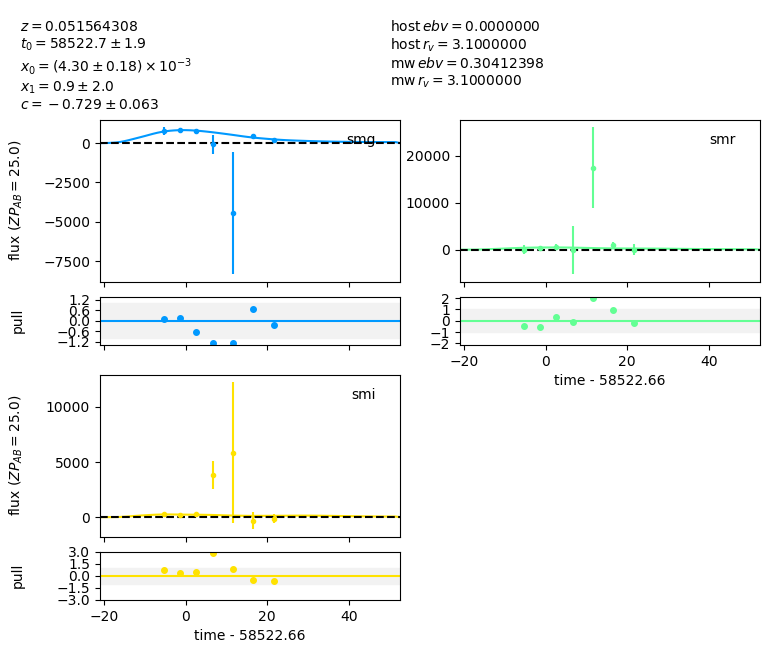 z = 0.051564308
t₀ = 58522.7 ± 1.9
x₀ = (4.30 ± 0.18) × 10⁻³
x₁ = 0.9 ± 2.0
c = −0.729 ± 0.063
host ebv = 0.0000000
host r_v = 3.1000000
mw ebv = 0.30412398
mw r_v = 3.1000000
smg
flux (ZP_AB = 25.0)
0
−2500
−5000
−7500
smr
20000
10000
0
pull
1.2
0.6
0.0
−0.6
−1.2
2
1
0
−1
−2
−20 0 20 40
time - 58522.66
smi
flux (ZP_AB = 25.0)
10000
5000
0
pull
3.0
1.5
0.0
−1.5
−3.0
−20 0 20 40
time - 58522.66